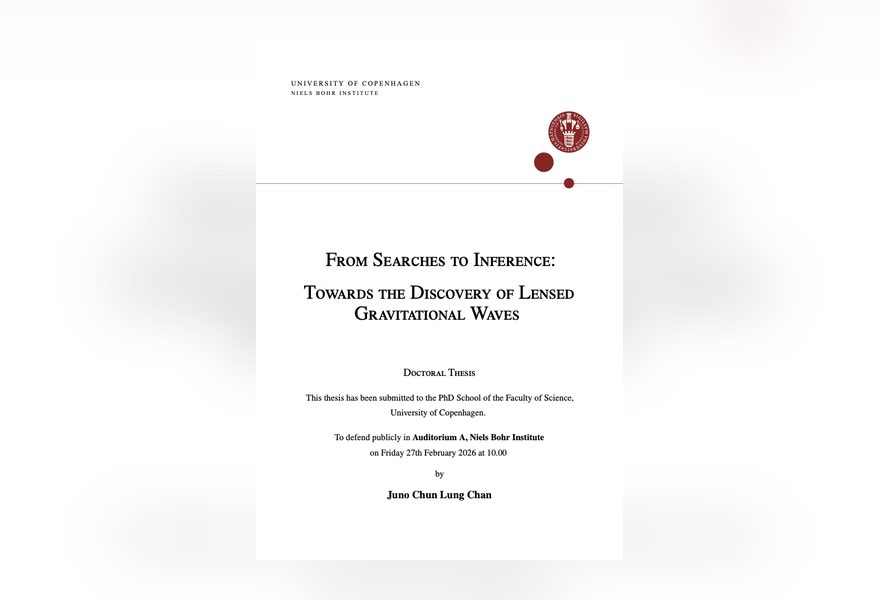 UNIVERSITY OF COPENHAGEN
NIELS BOHR INSTITUTE
From Searches to Inference:
Towards the Discovery of Lensed
Gravitational Waves
Doctoral Thesis
This thesis has been submitted to the PhD School of the Faculty of Science,
University of Copenhagen.
To defend publicly in Auditorium A, Niels Bohr Institute
on Friday 27th February 2026 at 10.00
by
Juno Chun Lung Chan